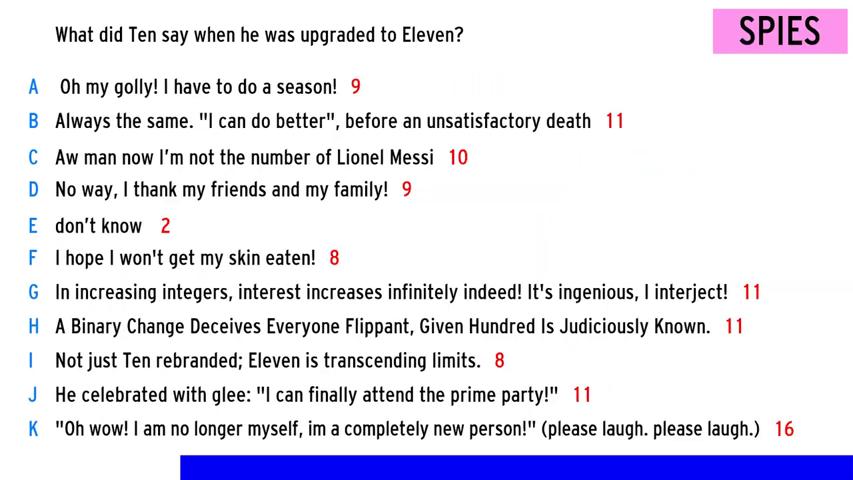 What did Ten say when he was upgraded to Eleven?
SPIES
A Oh my golly! I have to do a season! 9
B Always the same. "I can do better", before an unsatisfactory death 11
C Aw man now I'm not the number of Lionel Messi 10
D No way, I thank my friends and my family! 9
E don't know 2
F I hope I won't get my skin eaten! 8
G In increasing integers, interest increases infinitely indeed! It's ingenious, I interject! 11
H A Binary Change Deceives Everyone Flippant, Given Hundred Is Judiciously Known. 11
I Not just Ten rebranded; Eleven is transcending limits. 8
J He celebrated with glee: "I can finally attend the prime party!" 11
K "Oh wow! I am no longer myself, im a completely new person!" (please laugh. please laugh.) 16